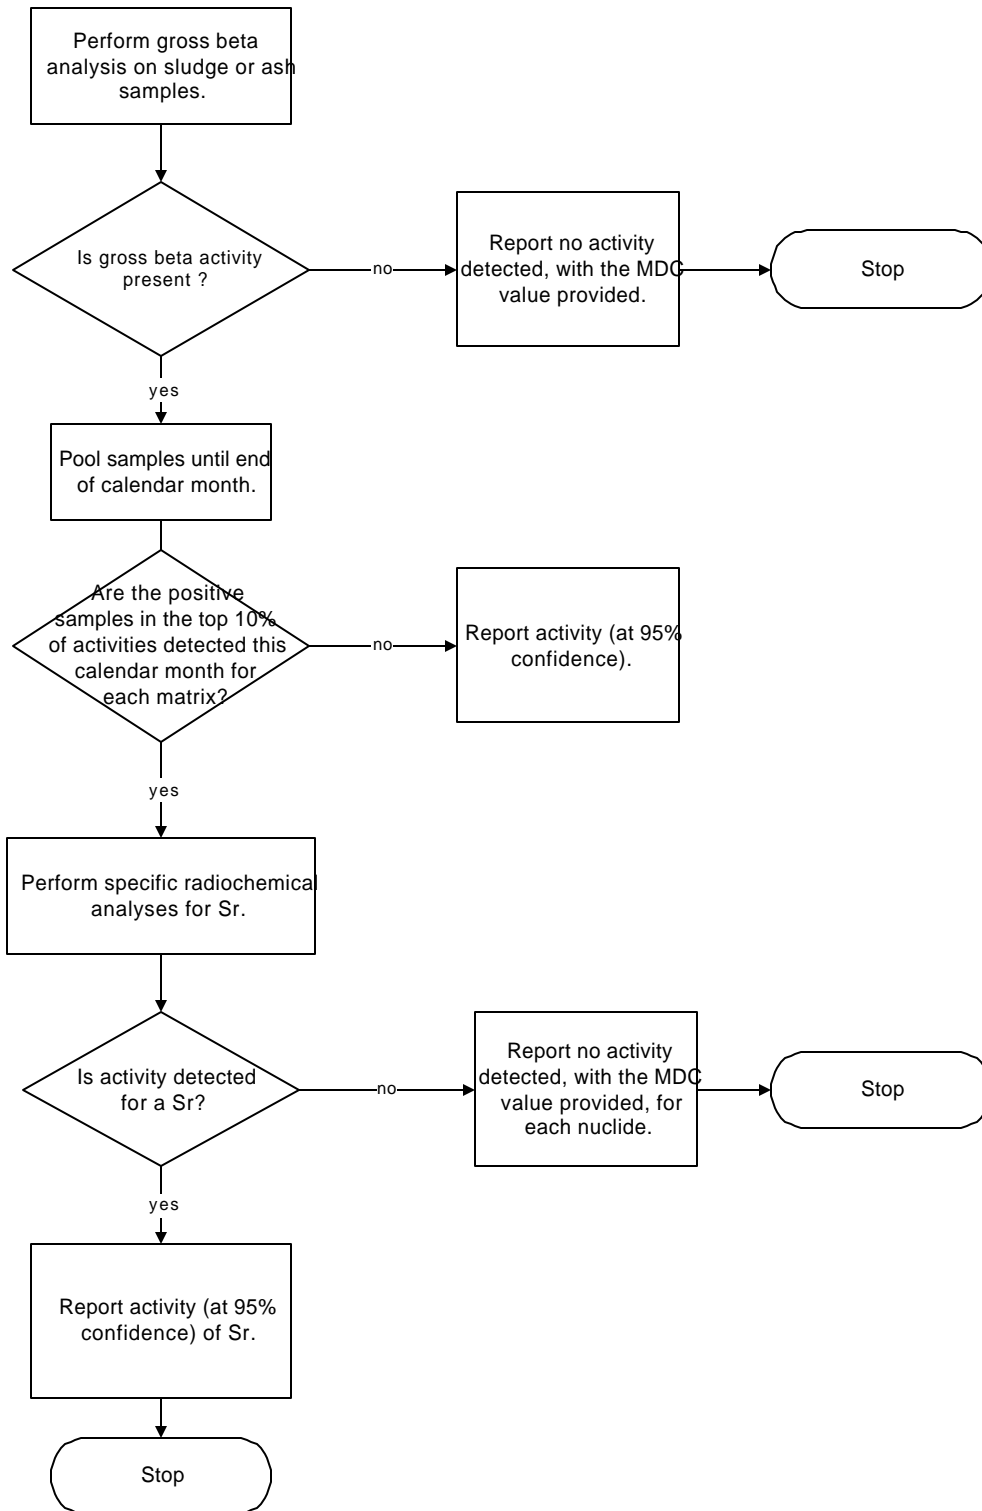 Perform gross beta
analysis on sludge or ash
samples.
Is gross beta activity
present ?
no
Report no activity
detected, with the MDC
value provided.
Stop
yes
Pool samples until end
of calendar month.
Are the positive
samples in the top 10%
of activities detected this
calendar month for
each matrix?
no
Report activity (at 95%
confidence).
yes
Perform specific radiochemical
analyses for Sr.
Is activity detected
for a Sr?
no
Report no activity
detected, with the MDC
value provided, for
each nuclide.
Stop
yes
Report activity (at 95%
confidence) of Sr.
Stop